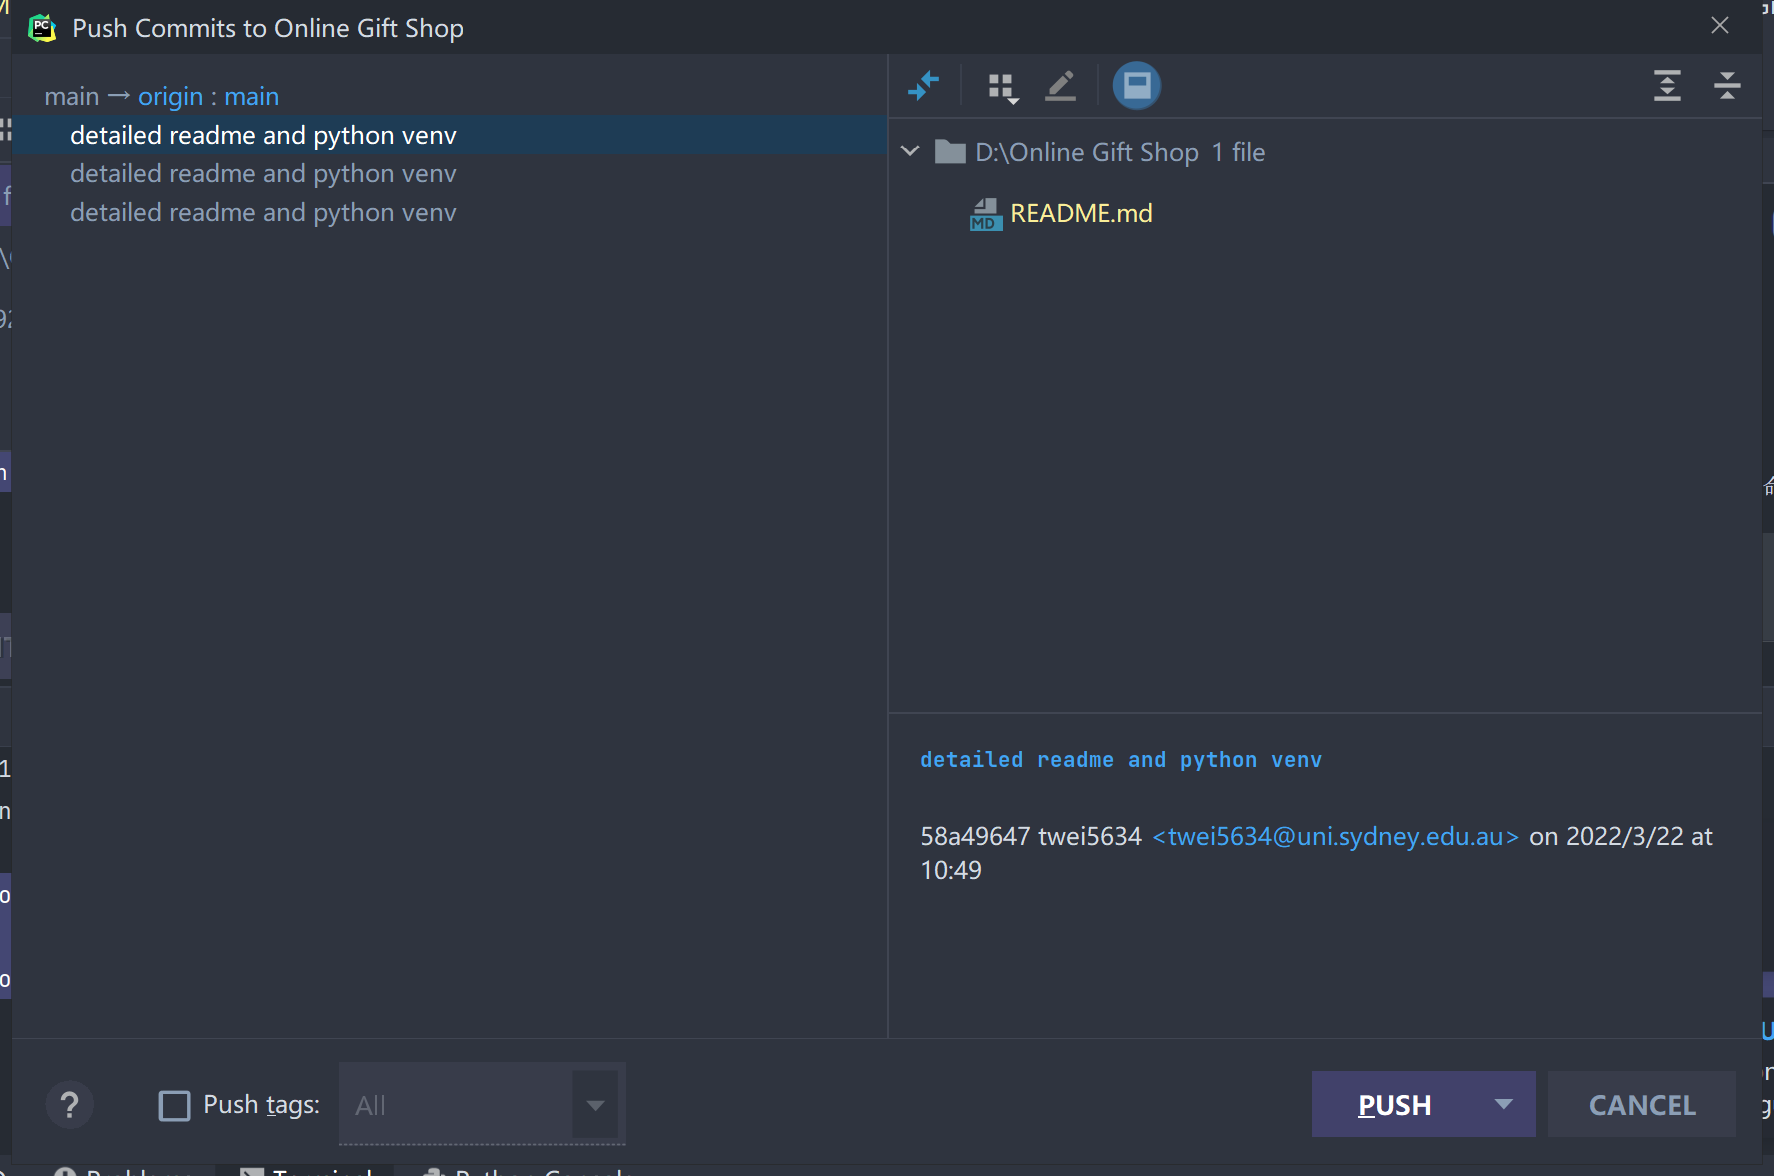 Push Commits to Online Gift Shop
main → origin : main
detailed readme and python venv
detailed readme and python venv
detailed readme and python venv
D:\Online Gift Shop 1 file
MD README.md
detailed readme and python venv
58a49647 twei5634 <twei5634@uni.sydney.edu.au> on 2022/3/22 at
10:49
? Push tags: All
PUSH
CANCEL